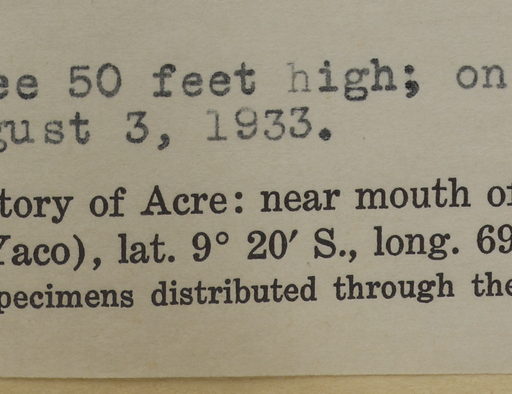 ee 50 feet high; on
gust 3, 1933.
tory of Acre: near mouth of
Yaco), lat. 9° 20′ S., long. 69
pecimens distributed through the